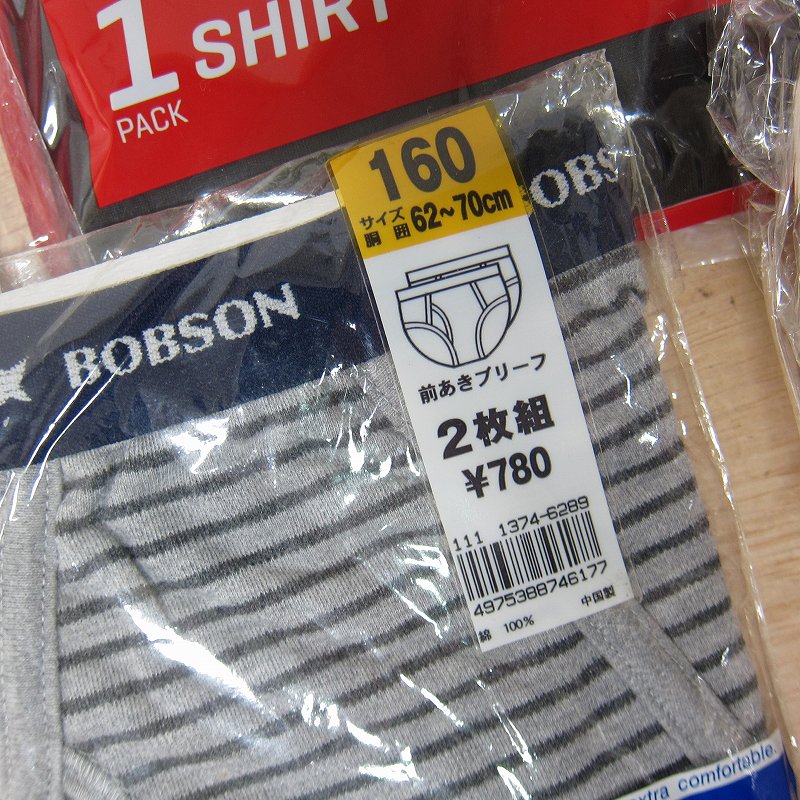 1 SHIRT
PACK
160
サイズ
胴囲 62~70cm
BOBSON
OBS
前あきブリーフ
2枚組
¥780
111 1374-6289
4975388746177
綿 100% 中国製
extra comfortable.